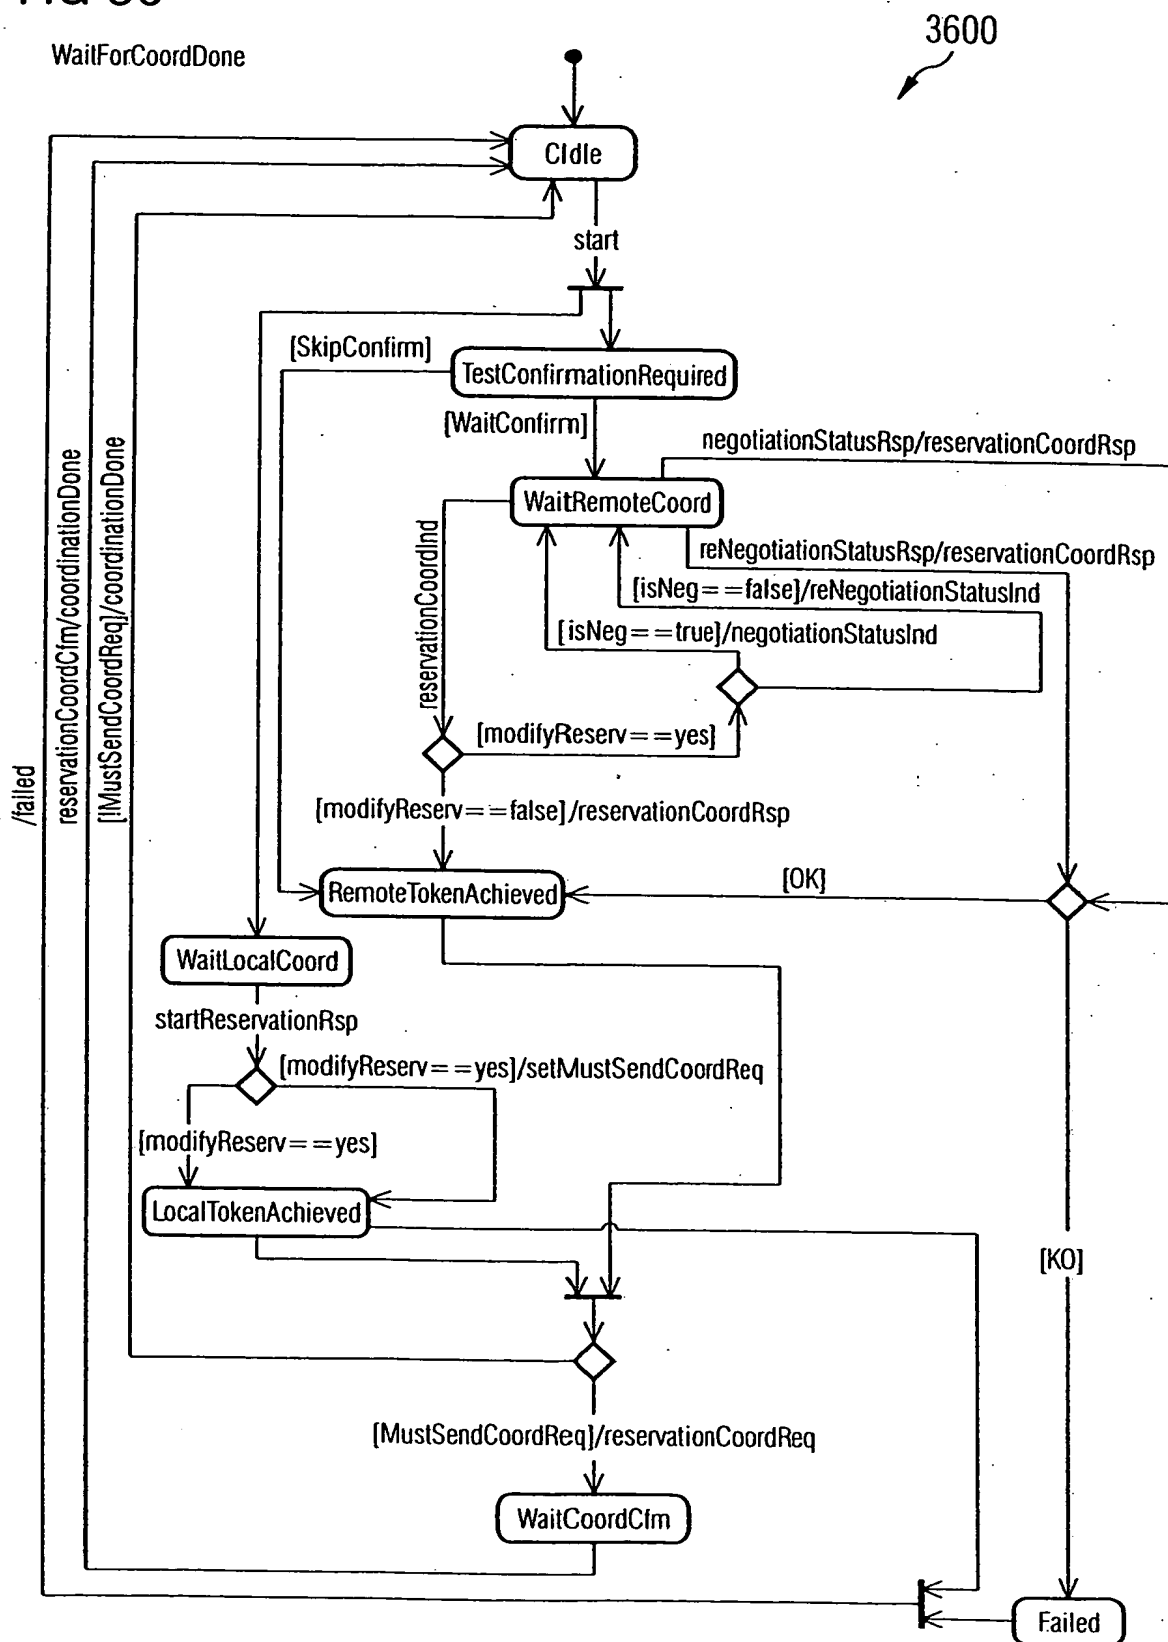 3600
WaitForCoordDone
CIdle
start
[SkipConfirm]
TestConfirmationRequired
[WaitConfirm]
negotiationStatusRsp/reservationCoordRsp
WaitRemoteCoord
reNegotiationStatusRsp/reservationCoordRsp
[isNeg==false]/reNegotiationStatusInd
[isNeg==true]/negotiationStatusInd
reservationCoordInd
[modifyReserv==yes]
[modifyReserv==false]/reservationCoordRsp
/failed
reservationCoordCfm/coordinationDone
[!MustSendCoordReq]/coordinationDone
RemoteTokenAchieved
[OK]
WaitLocalCoord
startReservationRsp
[modifyReserv==yes]/setMustSendCoordReq
[modifyReserv==yes]
LocalTokenAchieved
[KO]
[MustSendCoordReq]/reservationCoordReq
WaitCoordCfm
Failed